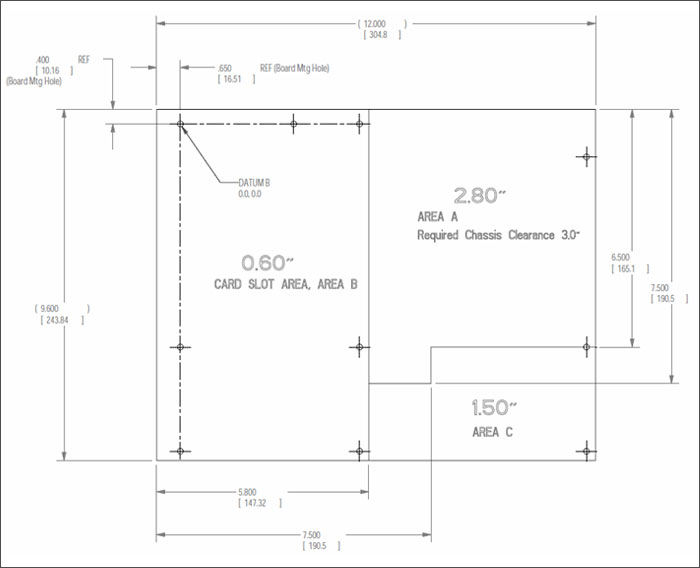 ( 12.000 )
[ 304.8 ]
.400 REF
[ 10.16 ]
(Board Mtg Hole)
.650 REF (Board Mtg Hole)
[ 16.51 ]
DATUM B
0.0, 0.0
2.80"
AREA A
Required Chassis Clearance 3.0"
0.60"
CARD SLOT AREA, AREA B
6.500
[ 165.1 ]
7.500
[ 190.5 ]
( 9.600 )
[ 243.84 ]
1.50"
AREA C
5.800
[ 147.32 ]
7.500
[ 190.5 ]